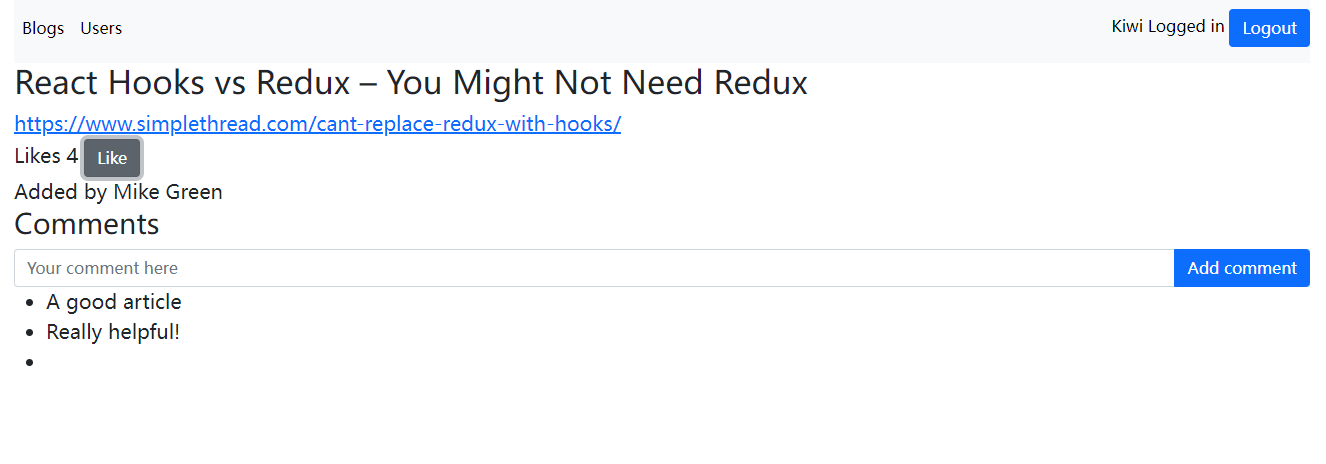 Blogs Users Kiwi Logged in Logout
React Hooks vs Redux – You Might Not Need Redux
https://www.simplethread.com/cant-replace-redux-with-hooks/
Likes 4 Like
Added by Mike Green
Comments
Your comment here Add comment
A good article
Really helpful!